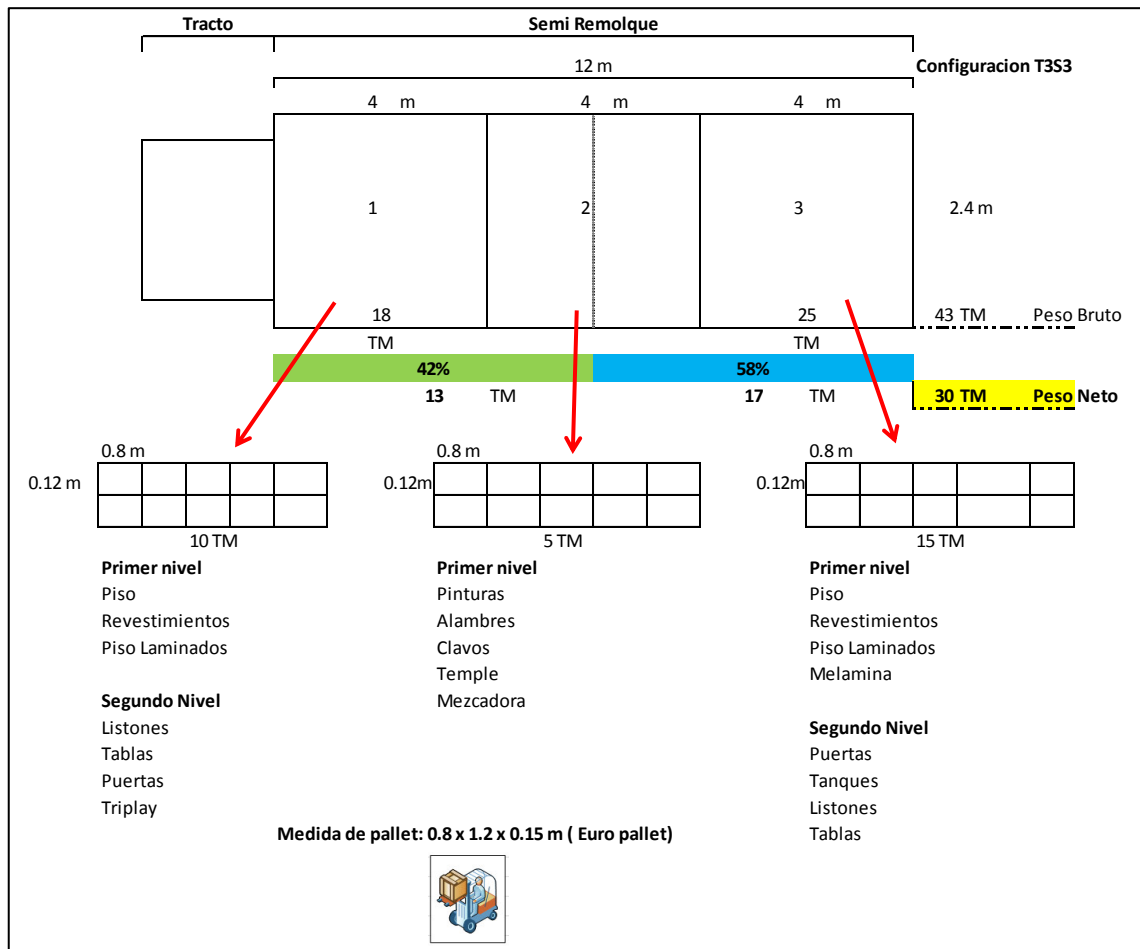 Tracto Semi Remolque
12 m Configuracion T3S3
4 m 4 m 4 m
1 2 3 2.4 m
18 25 43 TM Peso Bruto
TM TM
42% 58%
13 TM 17 TM 30 TM Peso Neto
0.8 m 0.8 m 0.8 m
0.12 m 0.12m 0.12m
10 TM 5 TM 15 TM
Primer nivel Primer nivel Primer nivel
Piso Pinturas Piso
Revestimientos Alambres Revestimientos
Piso Laminados Clavos Piso Laminados
Temple Melamina
Segundo Nivel Mezcadora
Listones Segundo Nivel
Tablas Puertas
Puertas Tanques
Triplay Listones
Medida de pallet: 0.8 x 1.2 x 0.15 m ( Euro pallet) Tablas